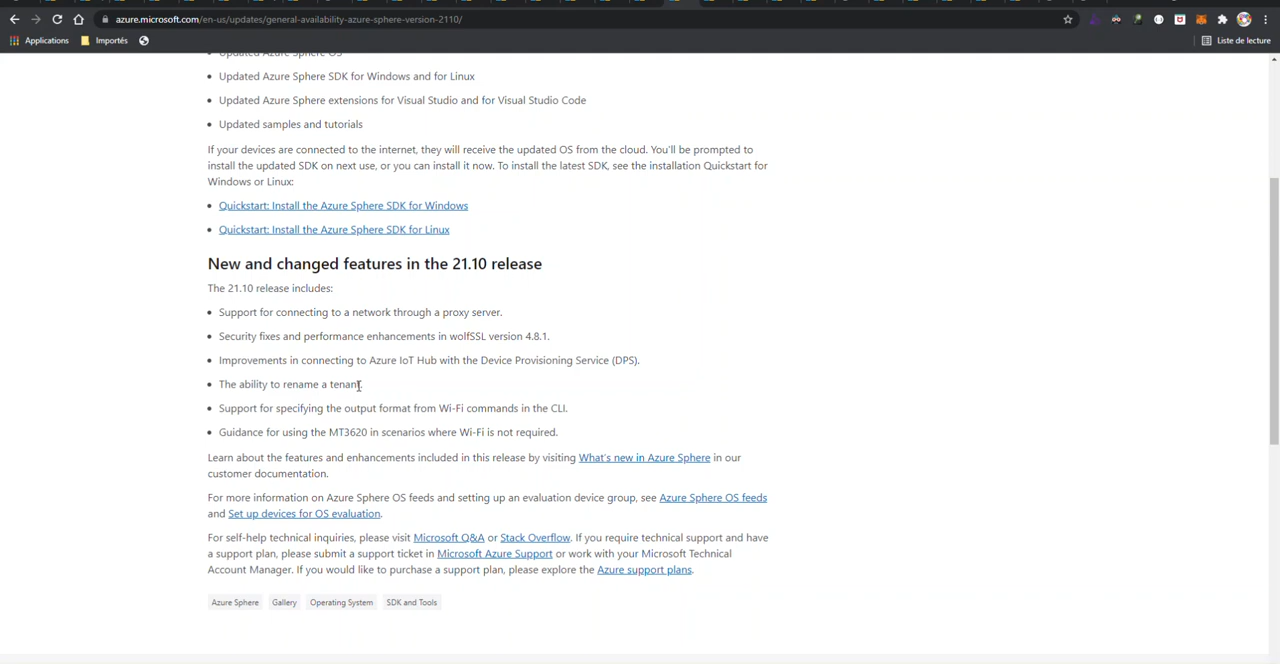 azure.microsoft.com/en-us/updates/general-availability-azure-sphere-version-2110/
Applications
Importés
Liste de lecture
Updated Azure Sphere OS
Updated Azure Sphere SDK for Windows and for Linux
Updated Azure Sphere extensions for Visual Studio and for Visual Studio Code
Updated samples and tutorials
If your devices are connected to the internet, they will receive the updated OS from the cloud. You'll be prompted to
install the updated SDK on next use, or you can install it now. To install the latest SDK, see the installation Quickstart for
Windows or Linux:
Quickstart: Install the Azure Sphere SDK for Windows
Quickstart: Install the Azure Sphere SDK for Linux
New and changed features in the 21.10 release
The 21.10 release includes:
Support for connecting to a network through a proxy server.
Security fixes and performance enhancements in wolfSSL version 4.8.1.
Improvements in connecting to Azure IoT Hub with the Device Provisioning Service (DPS).
The ability to rename a tenant.
Support for specifying the output format from Wi-Fi commands in the CLI.
Guidance for using the MT3620 in scenarios where Wi-Fi is not required.
Learn about the features and enhancements included in this release by visiting What's new in Azure Sphere in our
customer documentation.
For more information on Azure Sphere OS feeds and setting up an evaluation device group, see Azure Sphere OS feeds
and Set up devices for OS evaluation.
For self-help technical inquiries, please visit Microsoft Q&A or Stack Overflow. If you require technical support and have
a support plan, please submit a support ticket in Microsoft Azure Support or work with your Microsoft Technical
Account Manager. If you would like to purchase a support plan, please explore the Azure support plans.
Azure Sphere
Gallery
Operating System
SDK and Tools